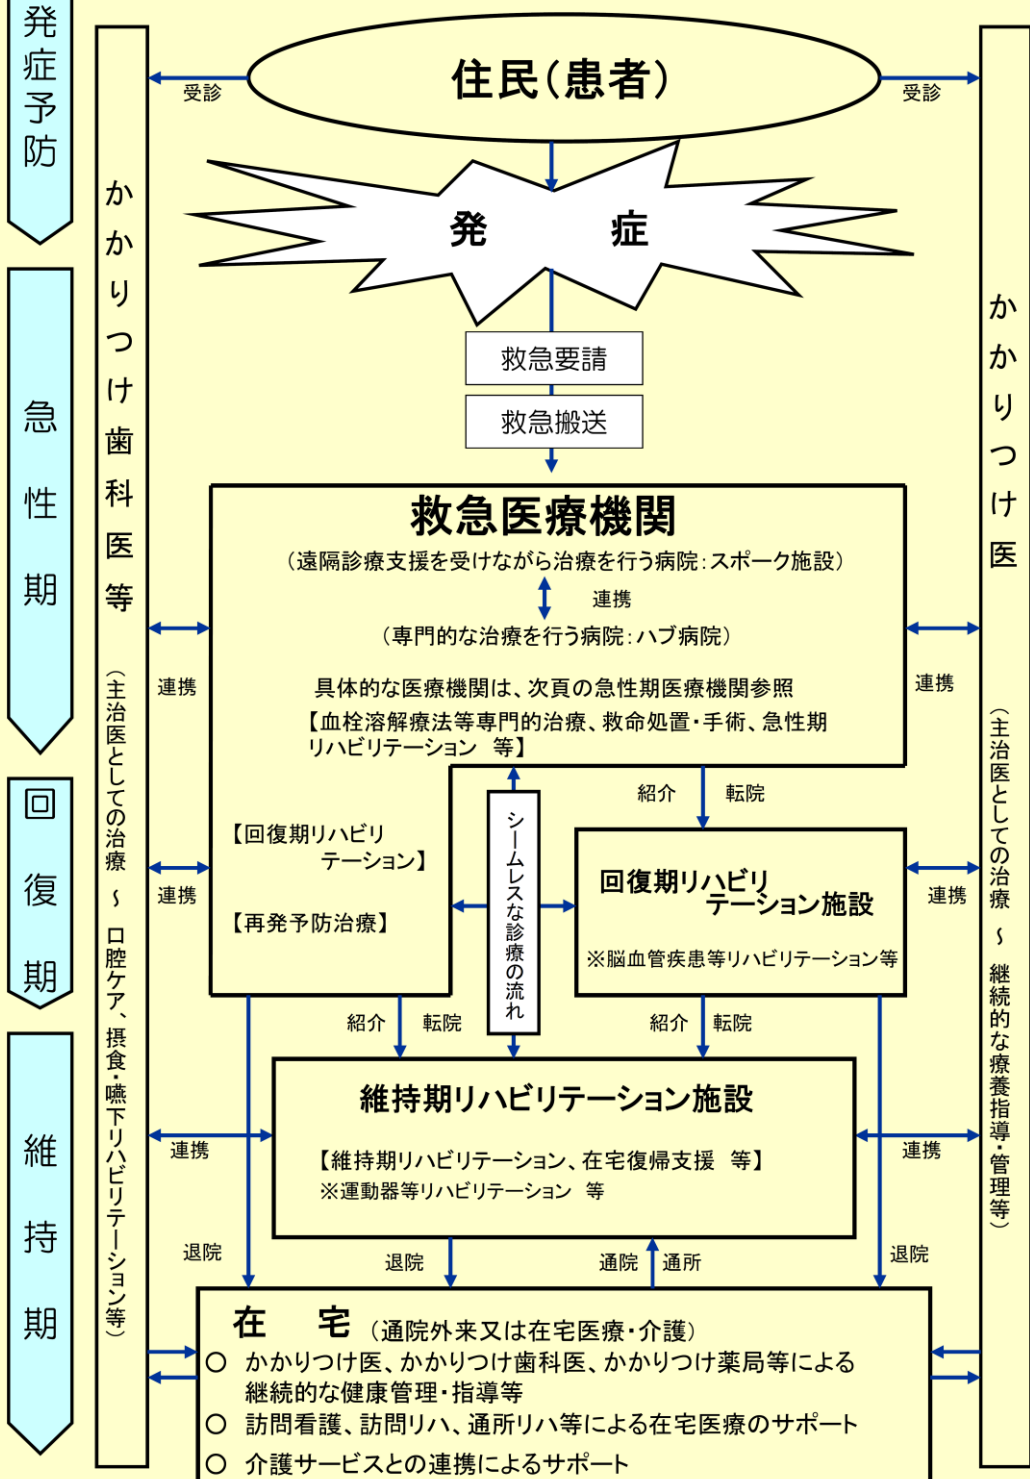 発症予防
急性期
回復期
維持期
かかりつけ歯科医等
（主治医としての治療 ～ 口腔ケア、摂食・嚥下リハビリテーション等）
かかりつけ医
（主治医としての治療 ～ 継続的な療養指導・管理等）
住民（患者）
受診
受診
発 症
救急要請
救急搬送
救急医療機関
（遠隔診療支援を受けながら治療を行う病院：スポーク施設）
連携
（専門的な治療を行う病院：ハブ病院）
連携
連携
具体的な医療機関は、次頁の急性期医療機関参照
【血栓溶解療法等専門的治療、救命処置・手術、急性期
リハビリテーション 等】
紹介 転院
シームレスな診療の流れ
【回復期リハビリ
テーション】
【再発予防治療】
連携
回復期リハビリ
テーション施設
※脳血管疾患等リハビリテーション等
連携
紹介 転院
紹介 転院
維持期リハビリテーション施設
【維持期リハビリテーション、在宅復帰支援 等】
※運動器等リハビリテーション 等
連携
連携
退院
退院
通院 通所
退院
在 宅 （通院外来又は在宅医療・介護）
○ かかりつけ医、かかりつけ歯科医、かかりつけ薬局等による
継続的な健康管理・指導等
○ 訪問看護、訪問リハ、通所リハ等による在宅医療のサポート
○ 介護サービスとの連携によるサポート